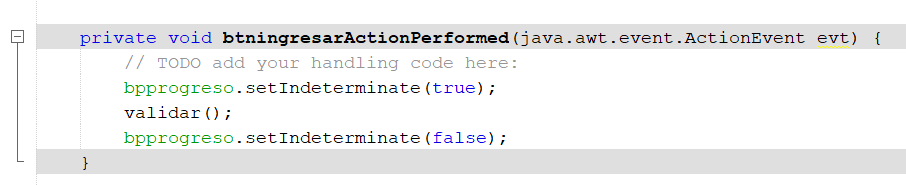 private void btningresarActionPerformed(java.awt.event.ActionEvent evt) {
// TODO add your handling code here:
bpprogreso.setIndeterminate(true);
validar();
bpprogreso.setIndeterminate(false);
}